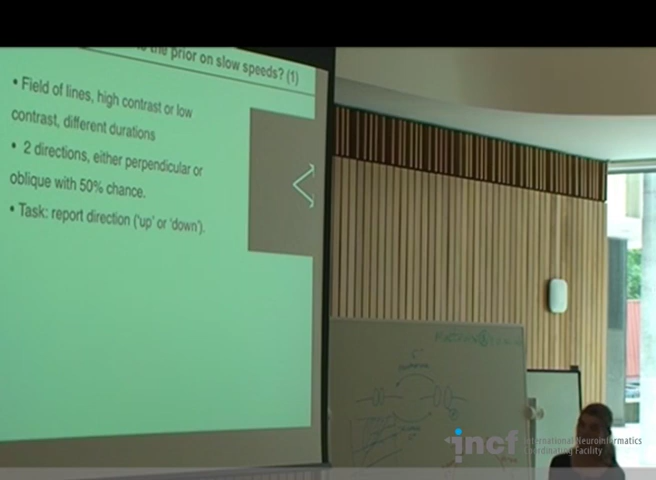 the prior on slow speeds? (1)
• Field of lines, high contrast or low
contrast, different durations
• 2 directions, either perpendicular or
oblique with 50% chance.
• Task: report direction (‘up’ or ‘down’).
incf International Neuroinformatics
Coordinating Facility